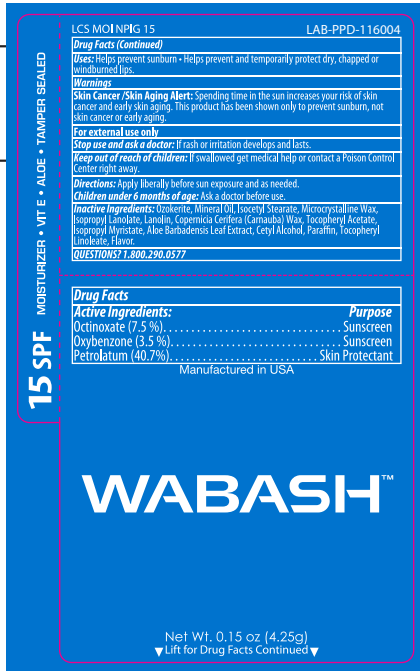 LCS MOI NPIG 15 LAB-PPD-116004
Drug Facts (Continued)
Uses: Helps prevent sunburn • Helps prevent and temporarily protect dry, chapped or
windburned lips.
Warnings
Skin Cancer /Skin Aging Alert: Spending time in the sun increases your risk of skin
cancer and early skin aging. This product has been shown only to prevent sunburn, not
skin cancer or early aging.
For external use only
Stop use and ask a doctor: If rash or irritation develops and lasts.
Keep out of reach of children: If swallowed get medical help or contact a Poison Control
Center right away.
Directions: Apply liberally before sun exposure and as needed.
Children under 6 months of age: Ask a doctor before use.
Inactive Ingredients: Ozokerite, Mineral Oil, Isocetyl Stearate, Microcrystalline Wax,
Isopropyl Lanolate, Lanolin, Copernicia Cerifera (Carnauba) Wax, Tocopheryl Acetate,
Isopropyl Myristate, Aloe Barbadensis Leaf Extract, Cetyl Alcohol, Paraffin, Tocopheryl
Linoleate, Flavor.
QUESTIONS? 1.800.290.0577
15 SPF MOISTURIZER • VIT E • ALOE • TAMPER SEALED
Drug Facts
Active Ingredients: Purpose
Octinoxate (7.5 %)............................Sunscreen
Oxybenzone (3.5 %)...........................Sunscreen
Petrolatum (40.7%)........................Skin Protectant
Manufactured in USA
WABASH™
Net Wt. 0.15 oz (4.25g)
▼Lift for Drug Facts Continued▼